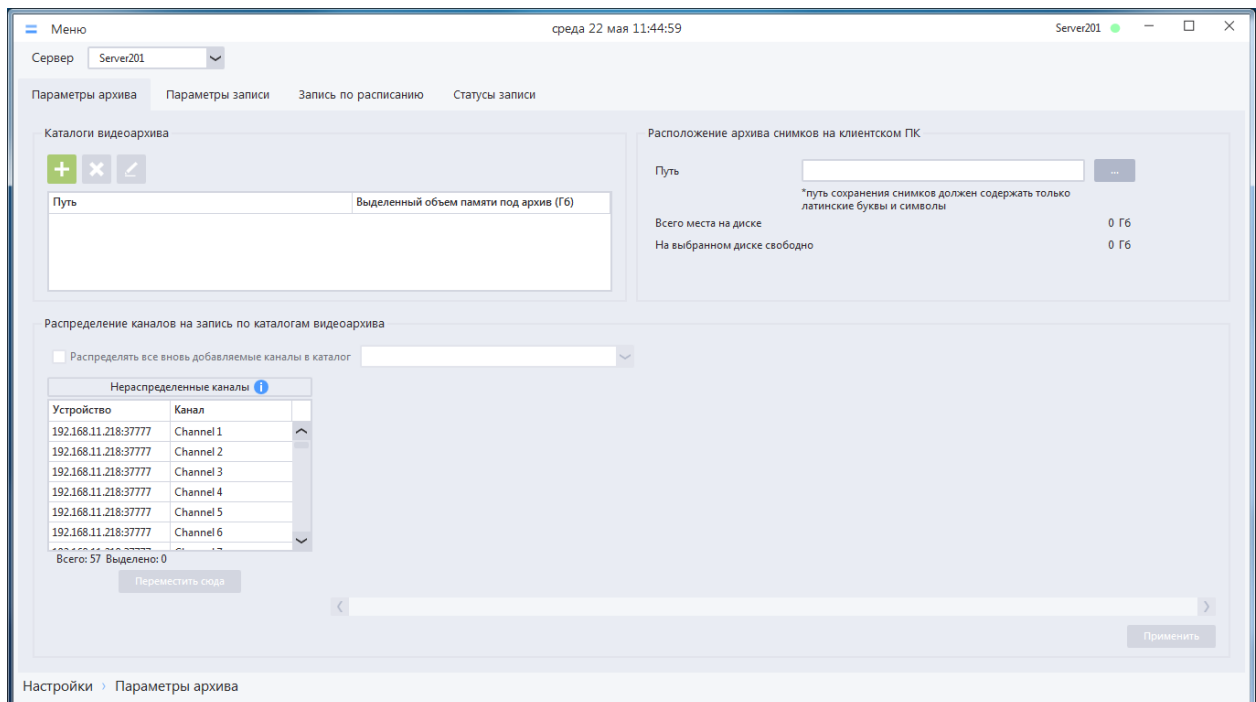 Меню
среда 22 мая 11:44:59
Server201
Сервер
Server201
Параметры архива
Параметры записи
Запись по расписанию
Статусы записи
Каталоги видеоархива
Путь
Выделенный объем памяти под архив (Гб)
Расположение архива снимков на клиентском ПК
Путь
...
*путь сохранения снимков должен содержать только
латинские буквы и символы
Всего места на диске 0 Гб
На выбранном диске свободно 0 Гб
Распределение каналов на запись по каталогам видеоархива
Распределять все вновь добавляемые каналы в каталог
Нераспределенные каналы
Устройство Канал
192.168.11.218:37777 Channel 1
192.168.11.218:37777 Channel 2
192.168.11.218:37777 Channel 3
192.168.11.218:37777 Channel 4
192.168.11.218:37777 Channel 5
192.168.11.218:37777 Channel 6
Всего: 57 Выделено: 0
Переместить сюда
Применить
Настройки › Параметры архива